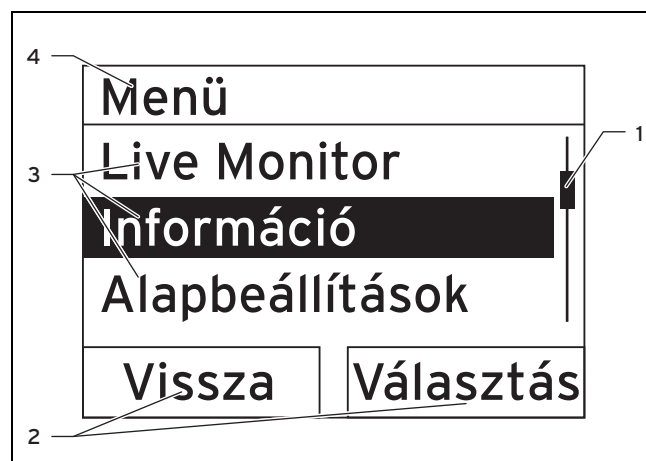 4
Menü
1
3
Live Monitor
Információ
Alapbeállítások
Vissza Választás
2